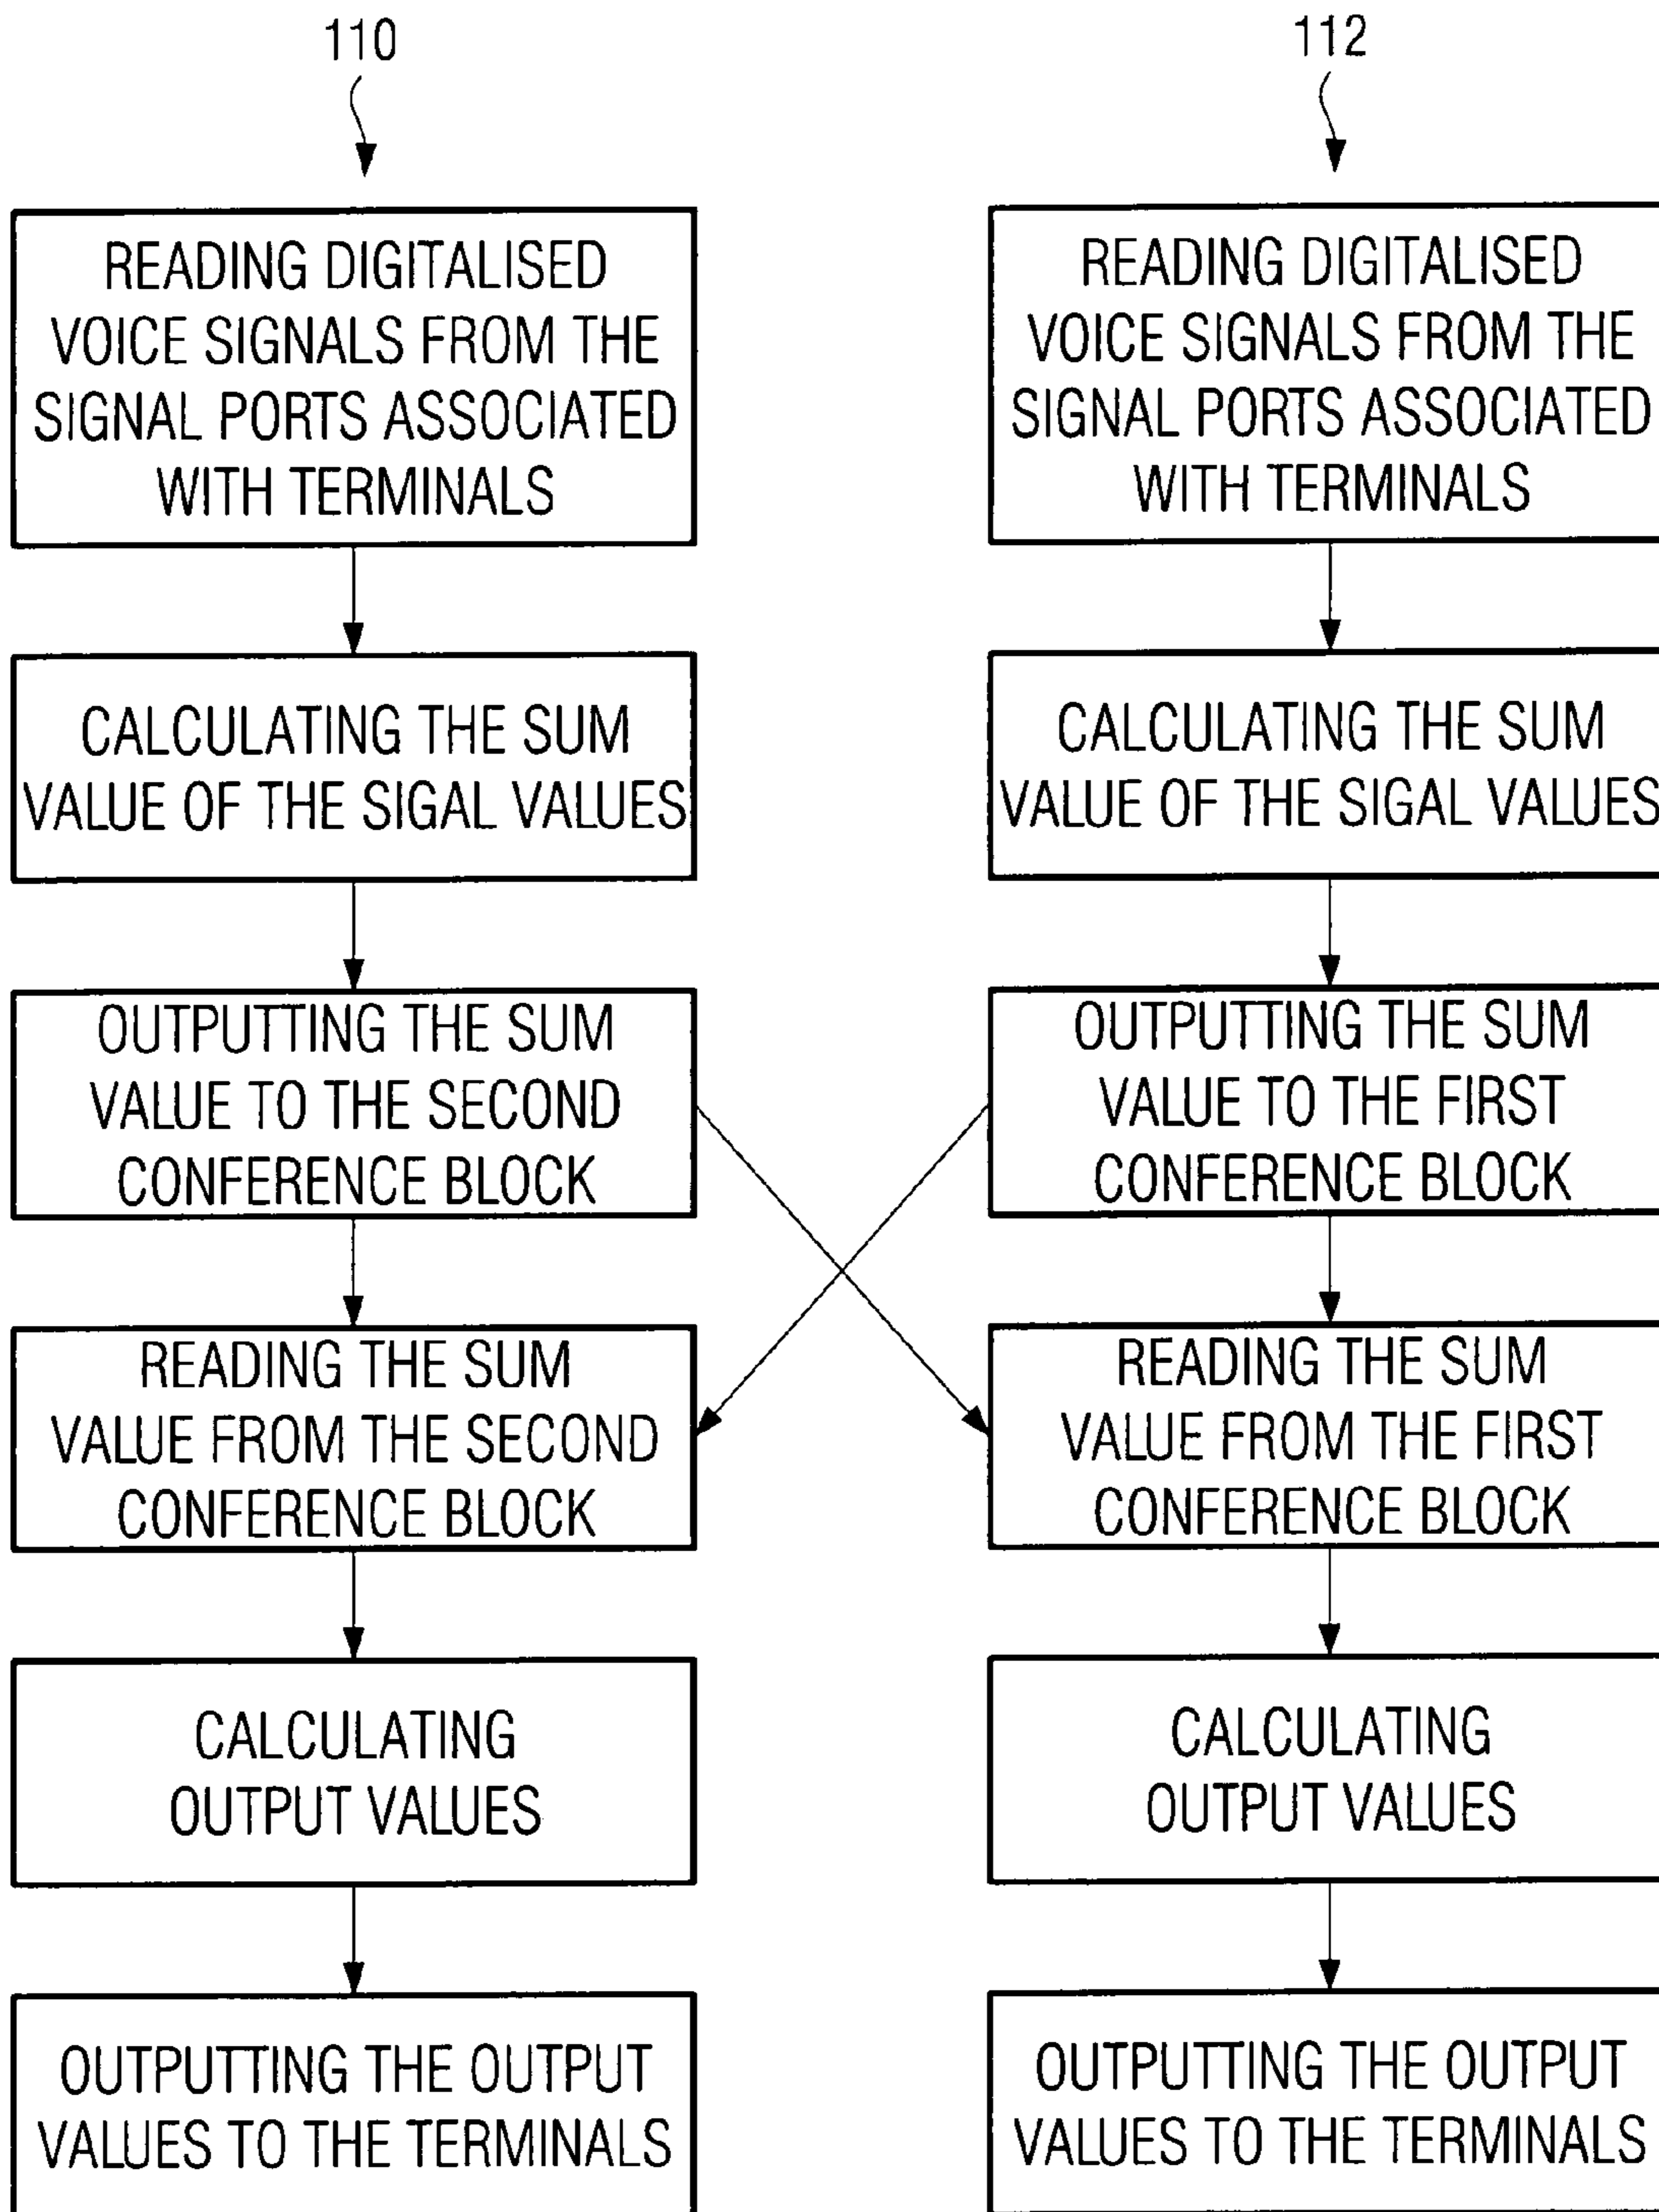 110
READING DIGITALISED
VOICE SIGNALS FROM THE
SIGNAL PORTS ASSOCIATED
WITH TERMINALS
CALCULATING THE SUM
VALUE OF THE SIGAL VALUES
OUTPUTTING THE SUM
VALUE TO THE SECOND
CONFERENCE BLOCK
READING THE SUM
VALUE FROM THE SECOND
CONFERENCE BLOCK
CALCULATING
OUTPUT VALUES
OUTPUTTING THE OUTPUT
VALUES TO THE TERMINALS
112
READING DIGITALISED
VOICE SIGNALS FROM THE
SIGNAL PORTS ASSOCIATED
WITH TERMINALS
CALCULATING THE SUM
VALUE OF THE SIGAL VALUES
OUTPUTTING THE SUM
VALUE TO THE FIRST
CONFERENCE BLOCK
READING THE SUM
VALUE FROM THE FIRST
CONFERENCE BLOCK
CALCULATING
OUTPUT VALUES
OUTPUTTING THE OUTPUT
VALUES TO THE TERMINALS